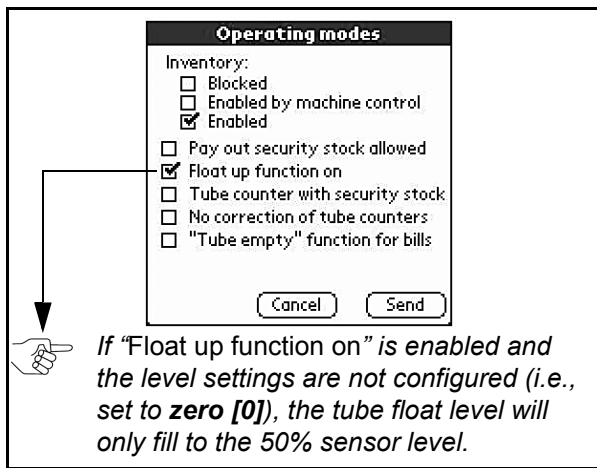 Operating modes
Inventory:
Blocked
Enabled by machine control
Enabled
Pay out security stock allowed
Float up function on
Tube counter with security stock
No correction of tube counters
"Tube empty" function for bills
Cancel Send
If “Float up function on” is enabled and
the level settings are not configured (i.e.,
set to zero [0]), the tube float level will
only fill to the 50% sensor level.